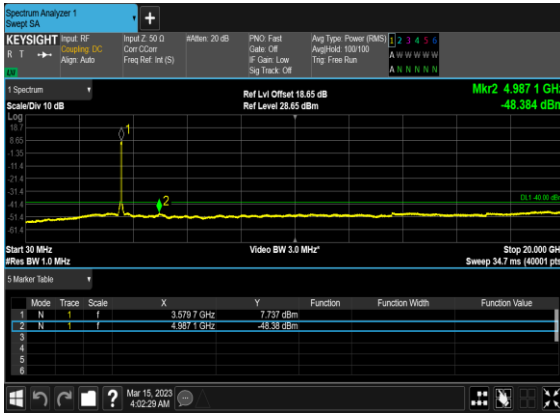 Spectrum Analyzer 1
Swept SA
+
KEYSIGHT Input: RF Input Z: 50 Ω #Atten: 20 dB PNO: Fast Avg Type: Power (RMS) 1 2 3 4 5 6
R T Coupling: DC Corr CCorr Gate: Off Avg|Hold: 100/100 A W W W W W
Align: Auto Freq Ref: Int (S) IF Gain: Low Trig: Free Run
Sig Track: Off A N N N N N
1 Spectrum Ref Lvl Offset 18.65 dB Mkr2 4.987 1 GHz
Scale/Div 10 dB Ref Level 28.65 dBm -48.384 dBm
Log
18.7
8.65
-1.35
-11.4
-21.4
-31.4
-41.4
-51.4
-61.4
1
2
DL1 -40.00 dBm
Start 30 MHz Video BW 3.0 MHz* Stop 20.000 GHz
#Res BW 1.0 MHz Sweep 34.7 ms (40001 pts)
5 Marker Table
Mode Trace Scale X Y Function Function Width Function Value
1 N 1 f 3.579 7 GHz 7.737 dBm
2 N 1 f 4.987 1 GHz -48.38 dBm
3
4
5
6
? Mar 15, 2023
4:02:29 AM